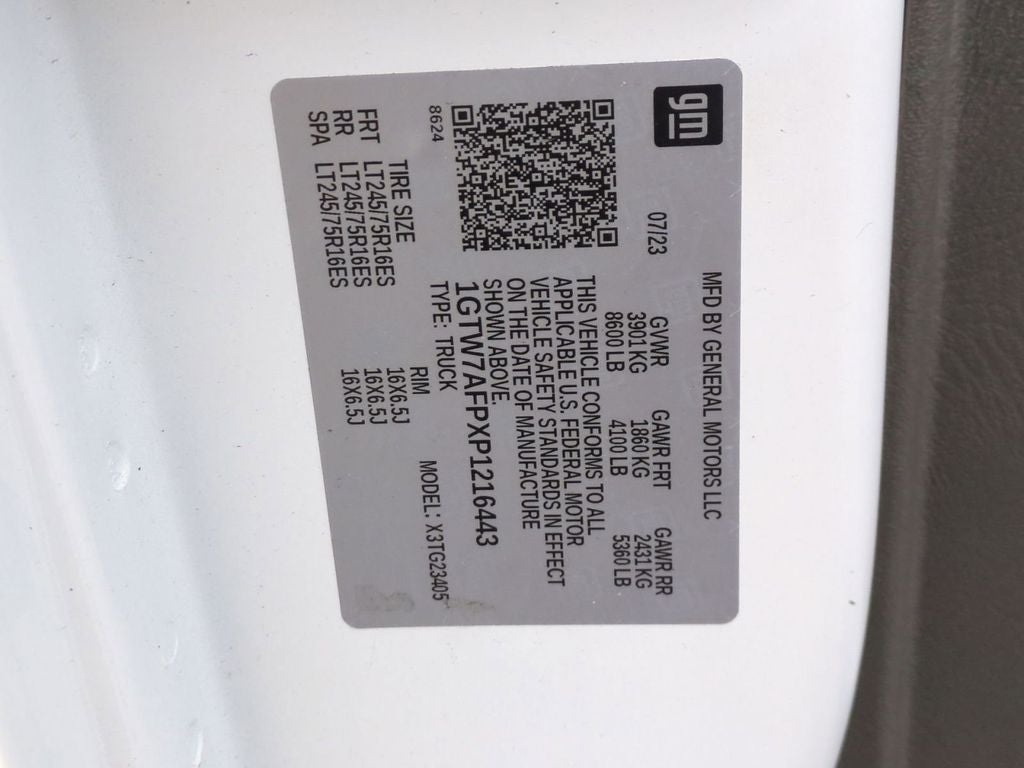 gm
MFD BY GENERAL MOTORS LLC
07/23
GVWR GAWR FRT GAWR RR
3901 KG 1860 KG 2431 KG
8600 LB 4100 LB 5360 LB
THIS VEHICLE CONFORMS TO ALL
APPLICABLE U.S. FEDERAL MOTOR
VEHICLE SAFETY STANDARDS IN EFFECT
ON THE DATE OF MANUFACTURE
SHOWN ABOVE.
1GTW7AFPXP1216443
TYPE: TRUCK
8624
MODEL: X3TG23405
TIRE SIZE RIM
FRT LT245/75R16ES 16X6.5J
RR LT245/75R16ES 16X6.5J
SPA LT245/75R16ES 16X6.5J